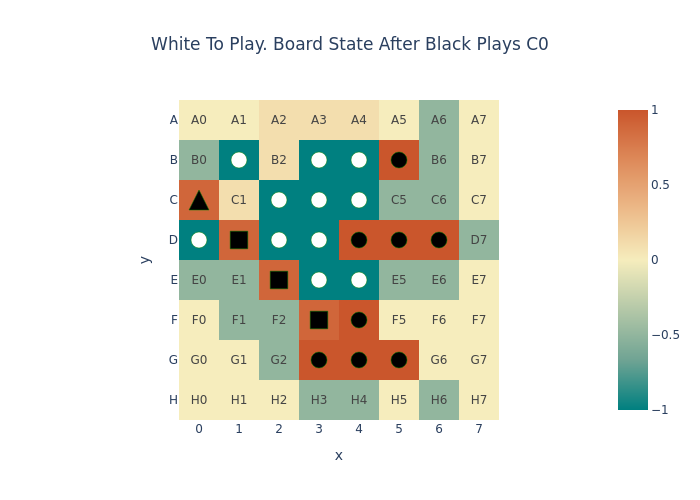 White To Play. Board State After Black Plays C0
A A0 A1 A2 A3 A4 A5 A6 A7
B B0 B2 B6 B7
C C1 C5 C6 C7
D D7
E E0 E1 E5 E6 E7
F F0 F1 F2 F5 F6 F7
G G0 G1 G2 G6 G7
H H0 H1 H2 H3 H4 H5 H6 H7
0 1 2 3 4 5 6 7
x
y
1
0.5
0
−0.5
−1